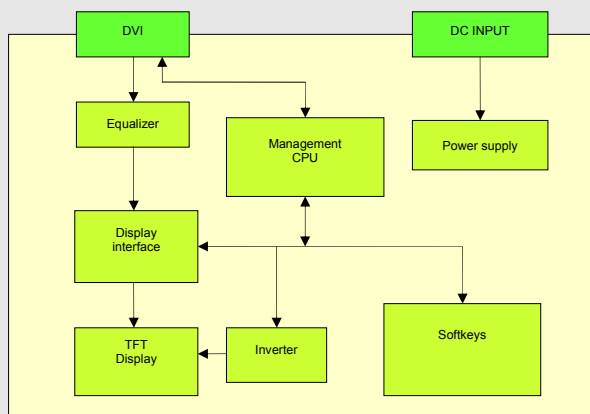 DVI
DC INPUT
Equalizer
Management
CPU
Power supply
Display
interface
TFT
Display
Inverter
Softkeys